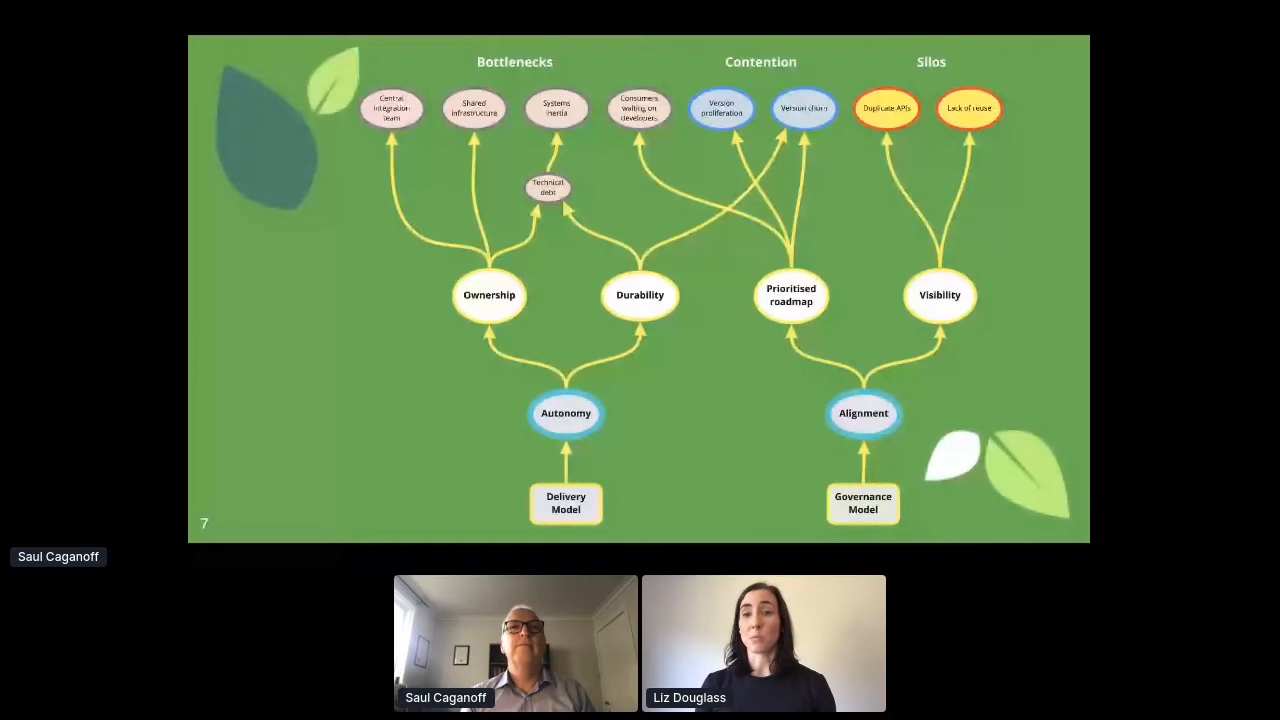 Bottlenecks
Contention
Silos
Central
integration
team
Shared
infrastructure
Systems
Inertia
Consumers
waiting on
developers
Version
proliferation
Version churn
Duplicate APIs
Lack of reuse
Technical
debt
Ownership
Durability
Prioritised
roadmap
Visibility
Autonomy
Alignment
Delivery
Model
Governance
Model
7
Saul Caganoff
Saul Caganoff
Liz Douglass